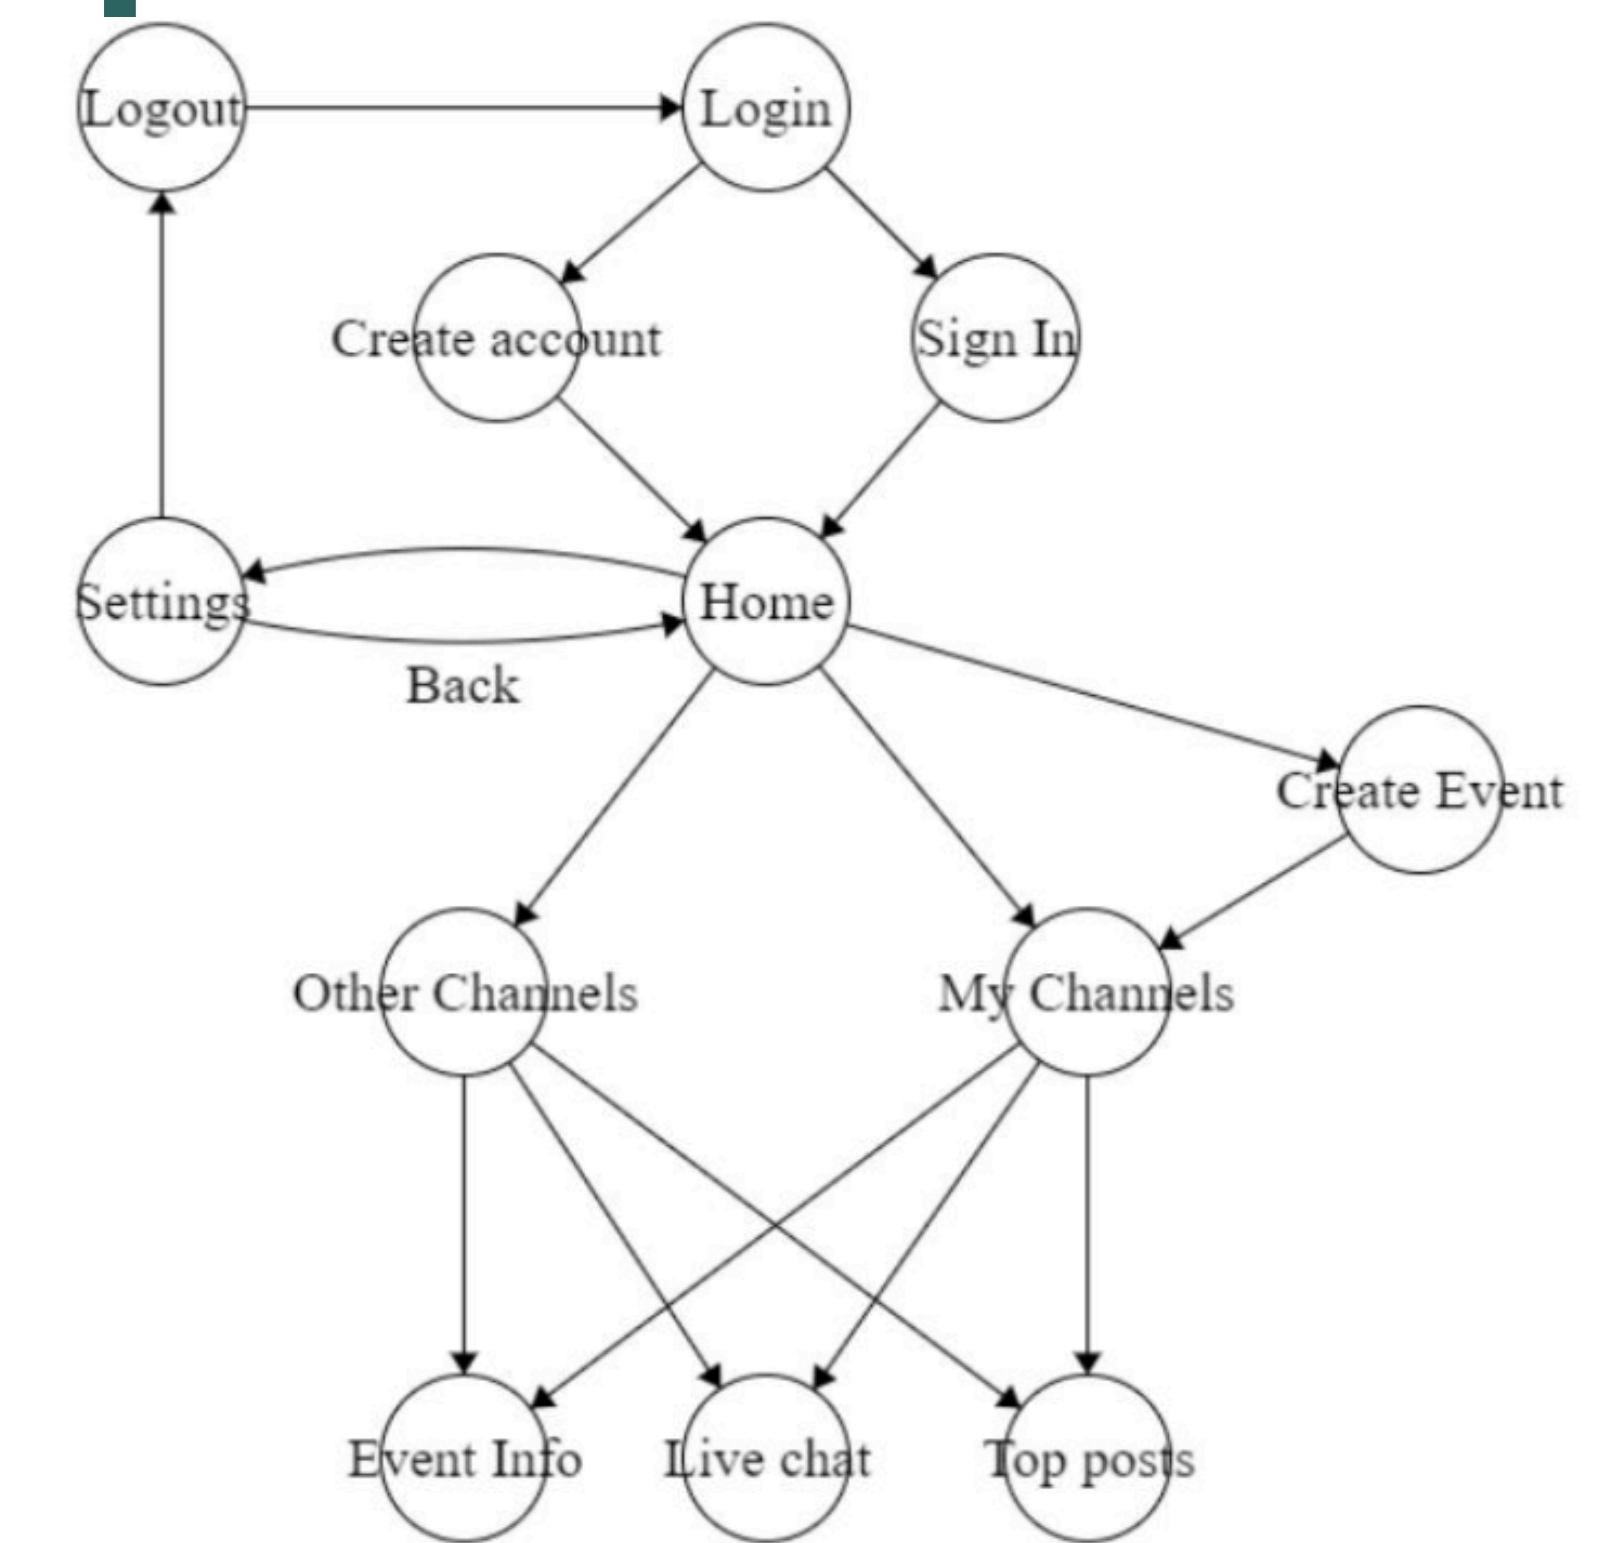 Logout
Login
Create account
Sign In
Settings
Home
Back
Create Event
Other Channels
My Channels
Event Info
Live chat
Top posts